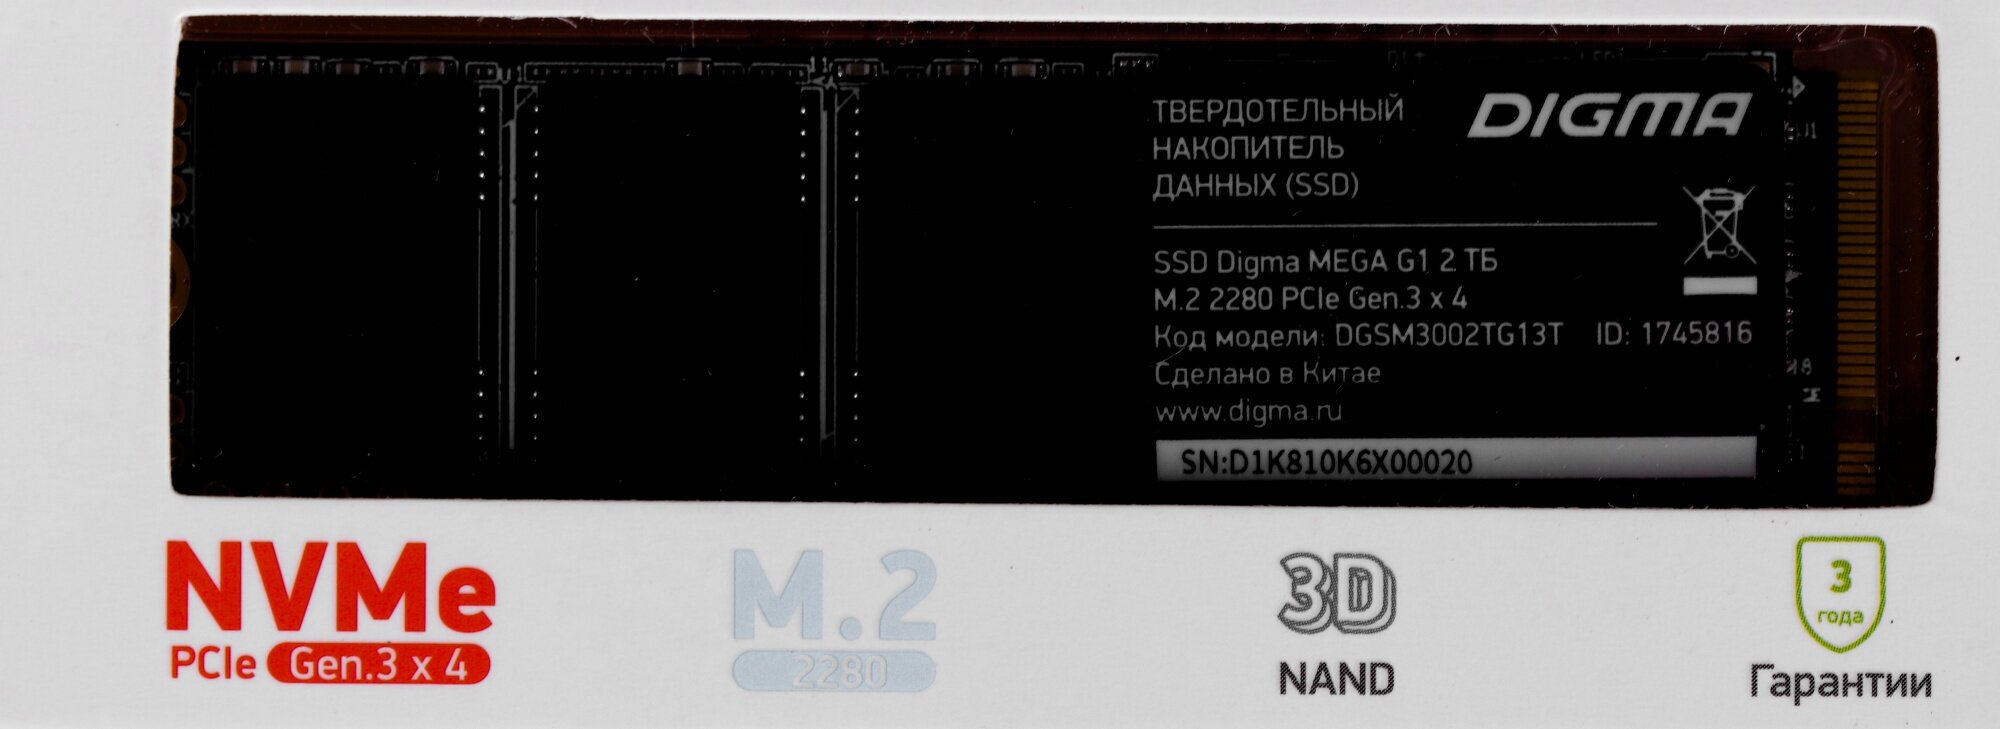 ТВЕРДОТЕЛЬНЫЙ
НАКОПИТЕЛЬ
ДАННЫХ (SSD)
DIGMA
SSD Digma MEGA G1 2 ТБ
M.2 2280 PCIe Gen.3 x 4
Код модели: DGSM3002TG13T ID: 1745816
Сделано в Китае
www.digma.ru
SN:D1K810K6X00020
NVMe
PCIe Gen.3 x 4
M.2
2280
3D
NAND
3
года
Гарантии